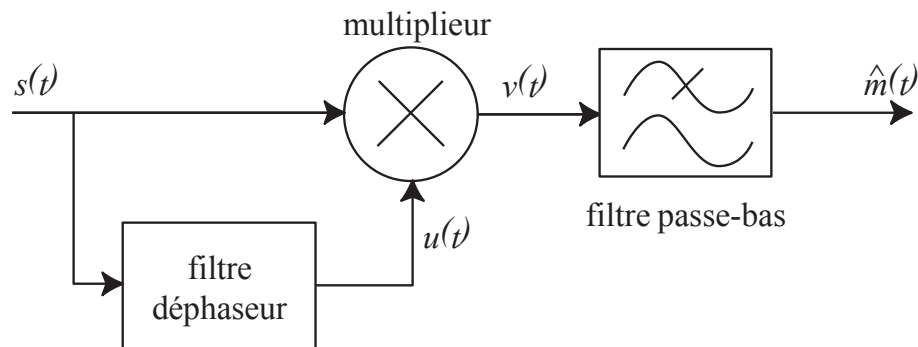 multiplieur
s(t)
v(t)
m̂(t)
filtre passe-bas
u(t)
filtre
déphaseur